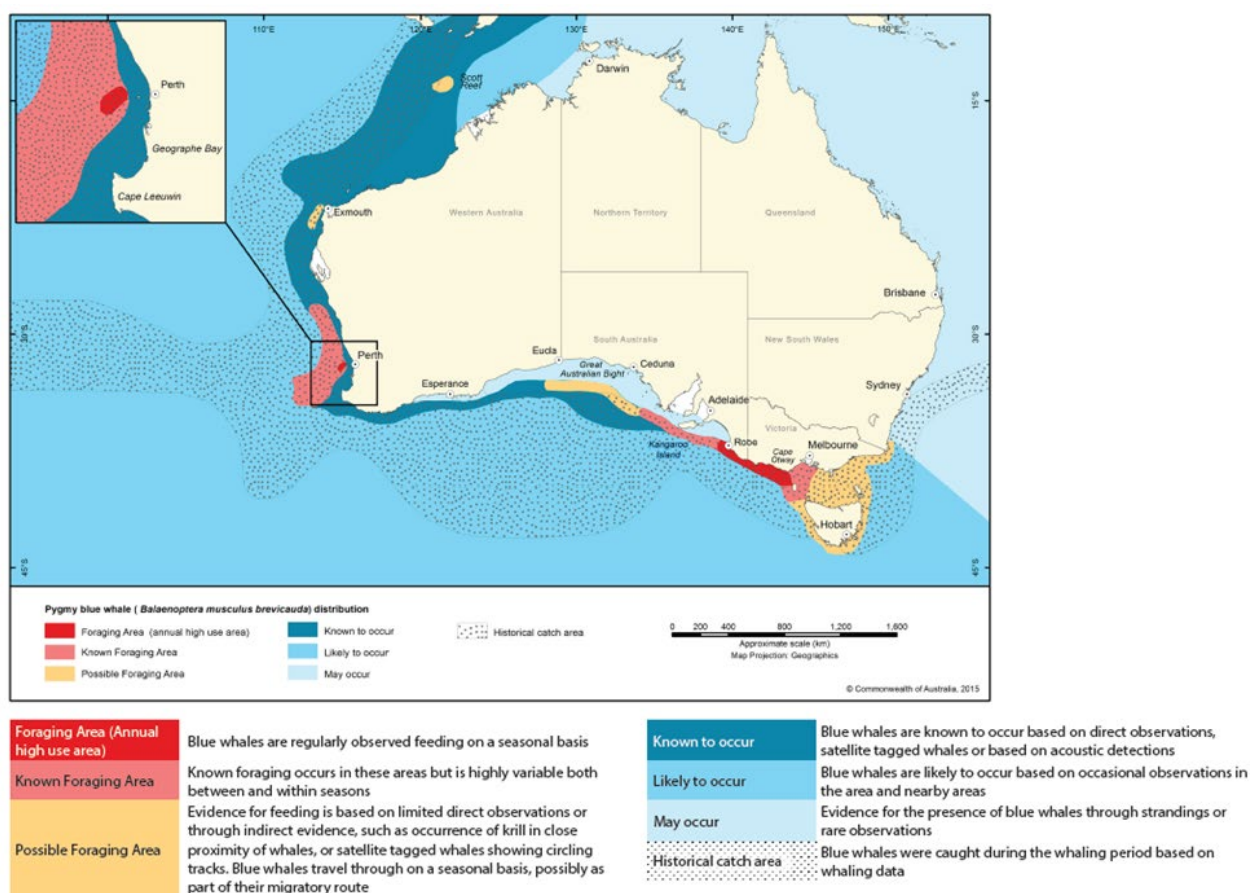 110°E
120°E
130°E
140°E
150°E
Scott
Reef
Darwin
15°S
15°S
Perth
Geographe Bay
Cape Leeuwin
Exmouth
Western Australia
Northern Territory
Queensland
Brisbane
30°S
30°S
South Australia
New South Wales
Perth
Eucla
Great
Australian Bight
Ceduna
Esperance
Sydney
Adelaide
Victoria
Kangaroo
Island
Robe
Cape
Otway
Melbourne
Hobart
45°S
45°S
Pygmy blue whale ( Balaenoptera musculus brevicauda) distribution
Foraging Area (annual high use area)
Known Foraging Area
Possible Foraging Area
Known to occur
Likely to occur
May occur
Historical catch area
0 200 400 800 1,200 1,600
Approximate scale (km)
Map Projection: Geographics
© Commonwealth of Australia, 2015
Foraging Area (Annual
high use area)
Blue whales are regularly observed feeding on a seasonal basis
Known Foraging Area
Known foraging occurs in these areas but is highly variable both
between and within seasons
Possible Foraging Area
Evidence for feeding is based on limited direct observations or
through indirect evidence, such as occurrence of krill in close
proximity of whales, or satellite tagged whales showing circling
tracks. Blue whales travel through on a seasonal basis, possibly as
part of their migratory route
Known to occur
Blue whales are known to occur based on direct observations,
satellite tagged whales or based on acoustic detections
Likely to occur
Blue whales are likely to occur based on occasional observations in
the area and nearby areas
May occur
Evidence for the presence of blue whales through strandings or
rare observations
Historical catch area
Blue whales were caught during the whaling period based on
whaling data